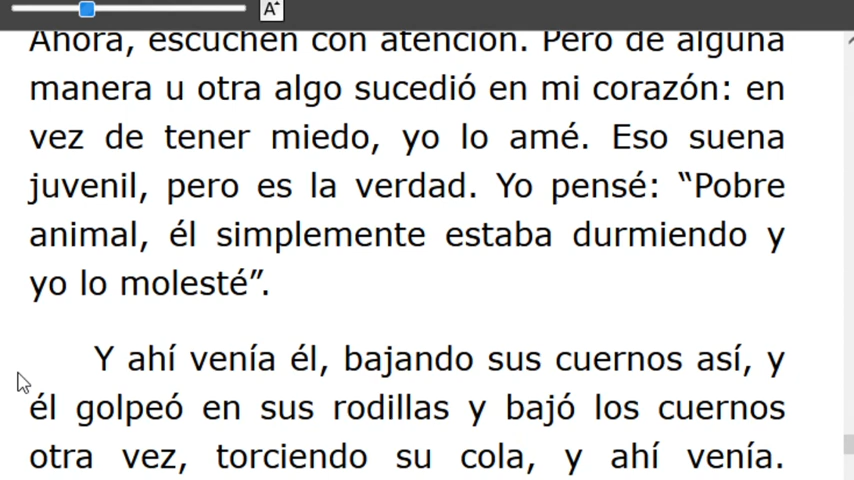 A
Ahora, escuchen con atención. Pero de alguna
manera u otra algo sucedió en mi corazón: en
vez de tener miedo, yo lo amé. Eso suena
juvenil, pero es la verdad. Yo pensé: “Pobre
animal, él simplemente estaba durmiendo y
yo lo molesté”.
Y ahí venía él, bajando sus cuernos así, y
él golpeó en sus rodillas y bajó los cuernos
otra vez, torciendo su cola, y ahí venía.